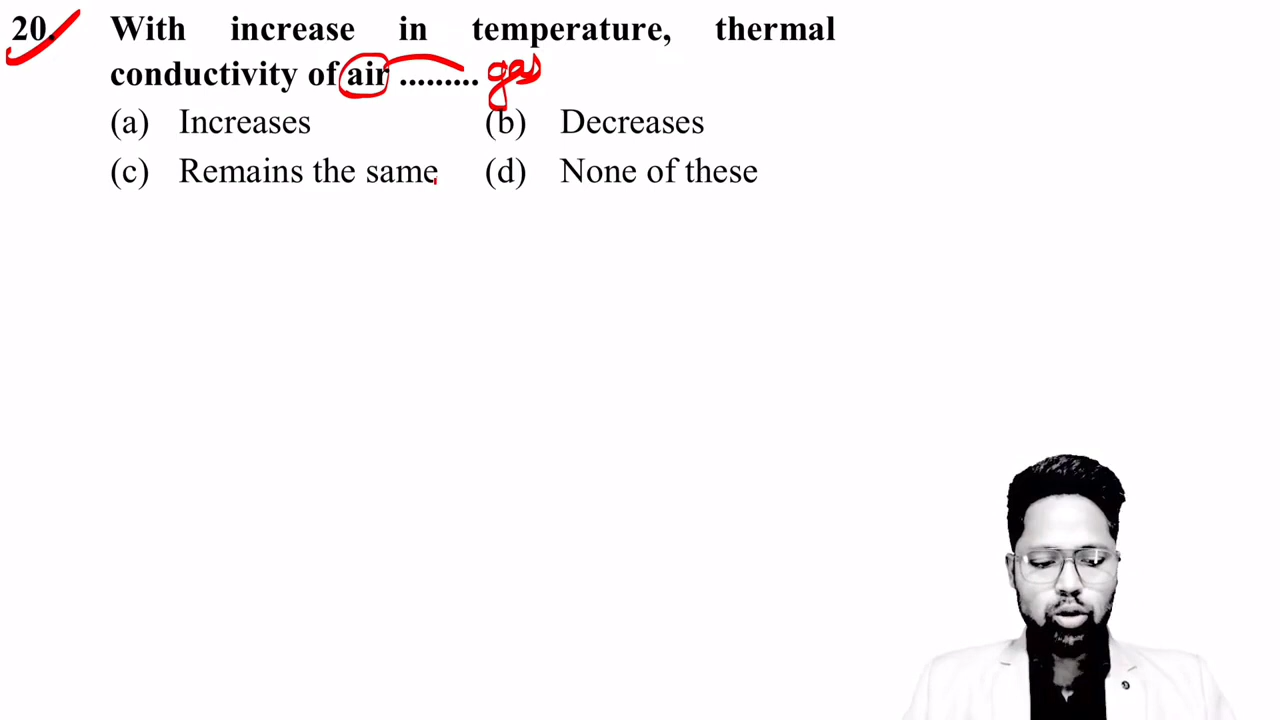 20. With increase in temperature, thermal
conductivity of air ......... gas
(a) Increases (b) Decreases
(c) Remains the same (d) None of these